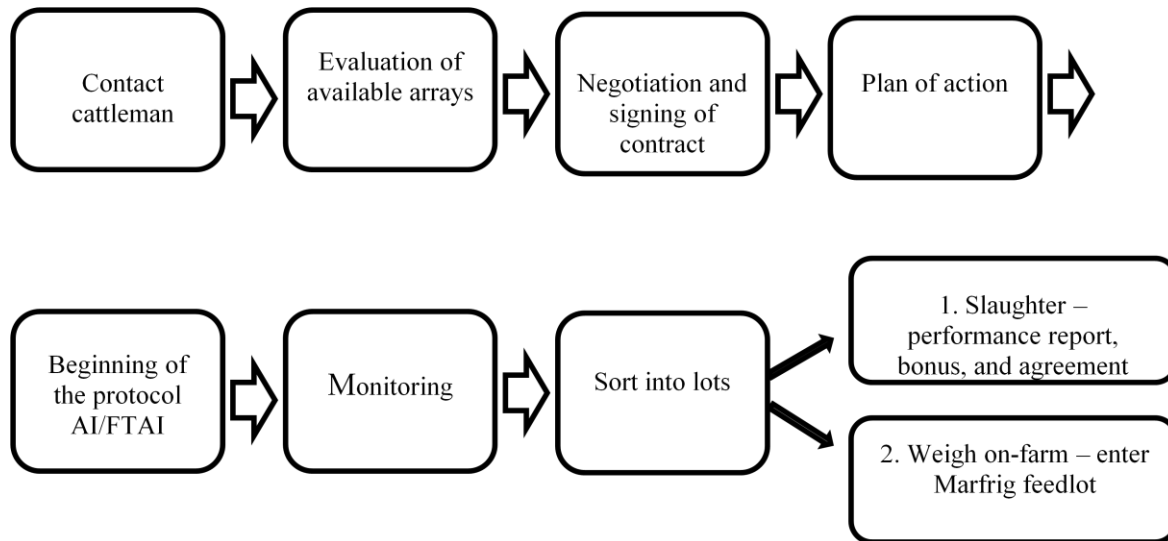 Contact
cattleman
Evaluation of
available arrays
Negotiation and
signing of
contract
Plan of action
Beginning of
the protocol
AI/FTAI
Monitoring
Sort into lots
1. Slaughter –
performance report,
bonus, and agreement
2. Weigh on-farm – enter
Marfrig feedlot